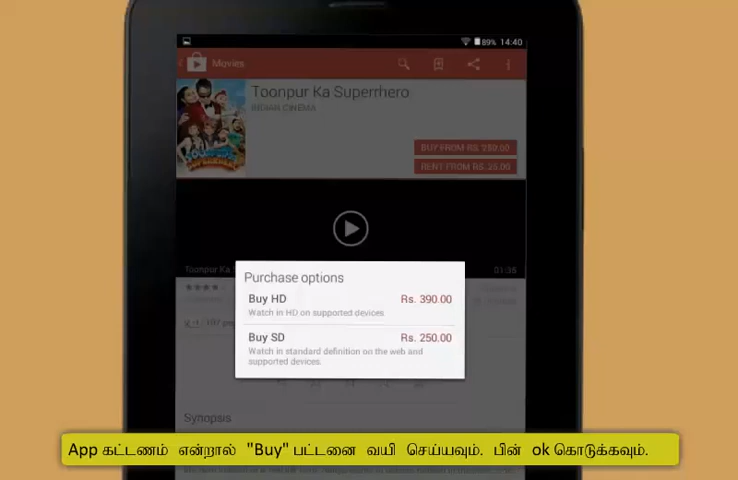 89% 14:40
Movies
Toonpur Ka Superrhero
INDIAN CINEMA
BUY FROM RS. 250.00
RENT FROM RS. 25.00
Toonpur Ka
01:36
Purchase options
Buy HD Rs. 390.00
Watch in HD on supported devices
Buy SD Rs. 250.00
Watch in standard definition on the web and
supported devices.
Synopsis
App கட்டணம் என்றால் "Buy" பட்டனை வயி செய்யவும். பின் ok கொடுக்கவும்.